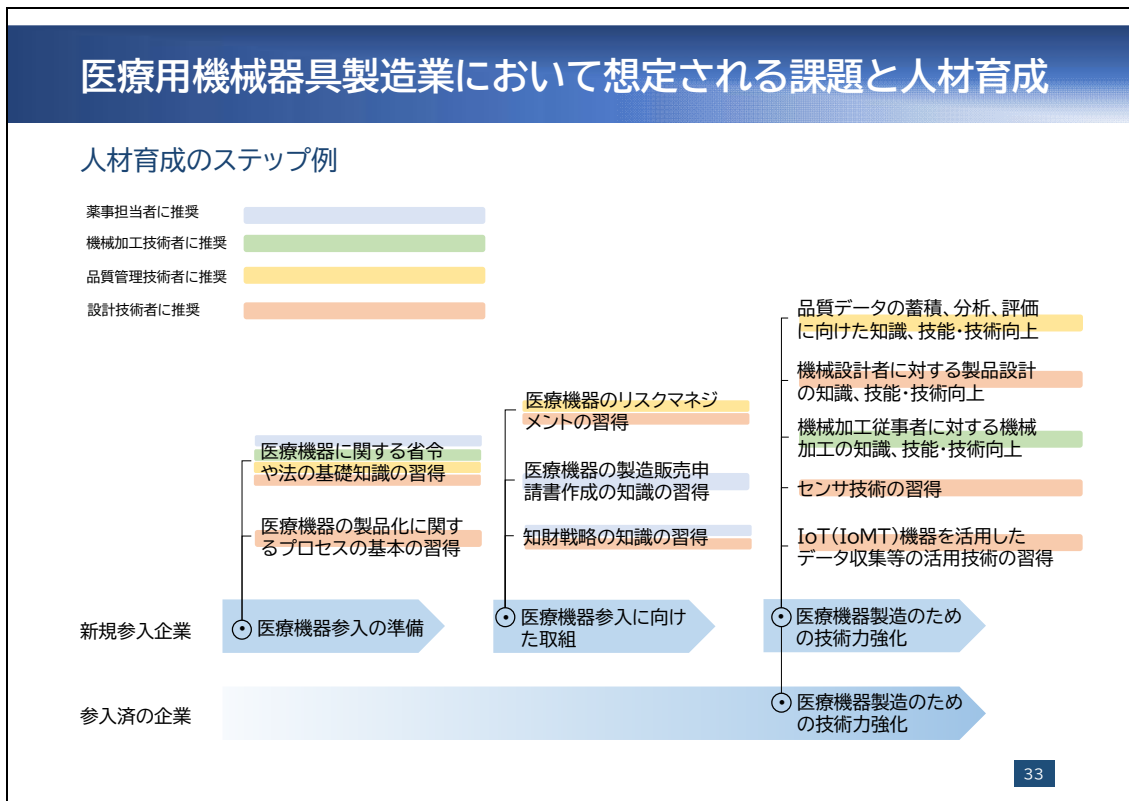 医療用機械器具製造業において想定される課題と人材育成
人材育成のステップ例
薬事担当者に推奨
機械加工技術者に推奨
品質管理技術者に推奨
設計技術者に推奨
医療機器に関する省令
や法の基礎知識の習得
医療機器の製品化に関す
るプロセスの基本の習得
医療機器のリスクマネジ
メントの習得
医療機器の製造販売申
請書作成の知識の習得
知財戦略の知識の習得
品質データの蓄積、分析、評価
に向けた知識、技能・技術向上
機械設計者に対する製品設計
の知識、技能・技術向上
機械加工従事者に対する機械
加工の知識、技能・技術向上
センサ技術の習得
IoT(IoMT)機器を活用した
データ収集等の活用技術の習得
新規参入企業
医療機器参入の準備
医療機器参入に向け
た取組
医療機器製造のため
の技術力強化
参入済の企業
医療機器製造のため
の技術力強化
33